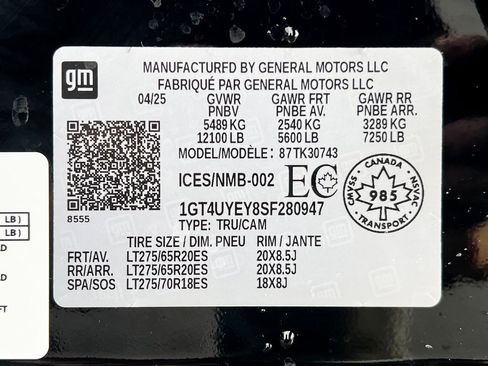 gm
MANUFACTURFD BY GENERAL MOTORS LLC
FABRIQUÉ PAR GENERAL MOTORS LLC
04/25 GVWR GAWR FRT GAWR RR
PNBV PNBE AV. PNBE ARR.
5489 KG 2540 KG 3289 KG
12100 LB 5600 LB 7250 LB
MODEL/MODÈLE: 87TK30743
ICES/NMB-002 EC
CANADA
SVMAC NSVAC
985
TRANSPORT
8555
1GT4UYEY8SF280947
TYPE: TRU/CAM
TIRE SIZE / DIM. PNEU RIM / JANTE
FRT/AV. LT275/65R20ES 20X8.5J
RR/ARR. LT275/65R20ES 20X8.5J
SPA/SOS LT275/70R18ES 18X8J
LB)
LB)